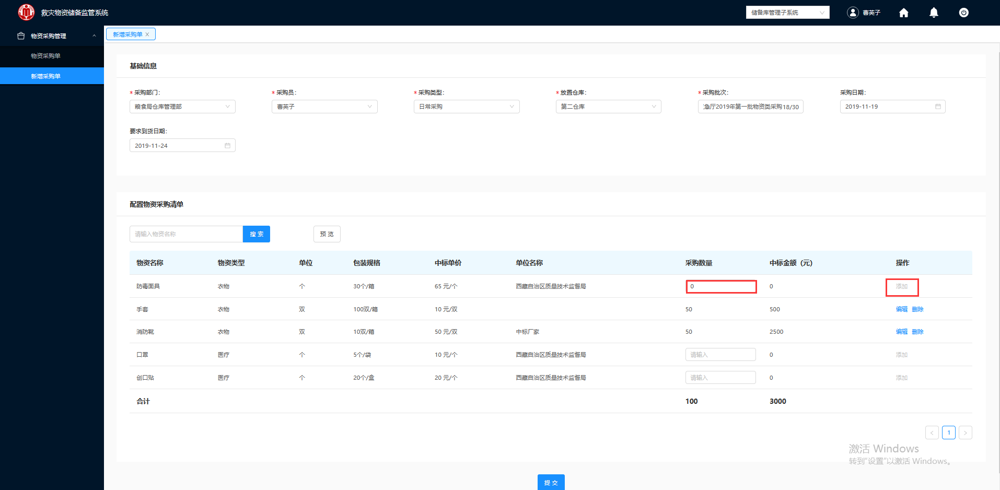 救灾物资储备监管系统
储备库管理子系统
曹英子
物资采购管理
物资采购单
新增采购单
新增采购单
基础信息
* 采购部门:
* 采购员:
* 采购类型:
* 放置仓库:
* 采购批次:
采购日期:
粮食局仓库管理部
曹英子
日常采购
第二仓库
急厅2019年第一批物资类采购18/30
2019-11-19
要求到货日期:
2019-11-24
配置物资采购清单
请输入物资名称
搜 索
预 览
物资名称 物资类型 单位 包装规格 中标单价 单位名称 采购数量 中标金额（元） 操作
防毒面具 衣物 个 30个/箱 65 元/个 西藏自治区质量技术监督局 0 0 添加
手套 衣物 双 100双/箱 10 元/双 50 500 编辑 删除
消防靴 衣物 双 10双/箱 50 元/双 中标厂家 50 2500 编辑 删除
口罩 医疗 个 5个/袋 10 元/个 西藏自治区质量技术监督局 请输入 0 添加
创口贴 医疗 个 20个/盒 20 元/个 西藏自治区质量技术监督局 请输入 0 添加
合计 100 3000
< 1 >
激活 Windows
转到“设置”以激活 Windows。
提 交